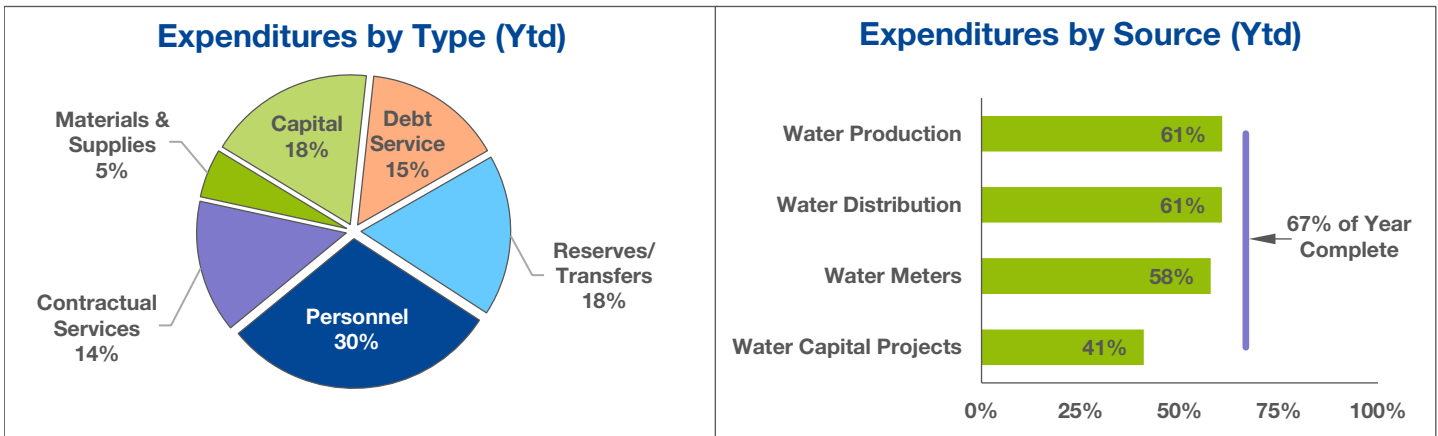 Expenditures by Type (Ytd)
Materials &
Supplies
5%
Capital
18%
Debt
Service
15%
Reserves/
Transfers
18%
Personnel
30%
Contractual
Services
14%
Expenditures by Source (Ytd)
Water Production
61%
Water Distribution
61%
Water Meters
58%
Water Capital Projects
41%
67% of Year
Complete
0%
25%
50%
75%
100%